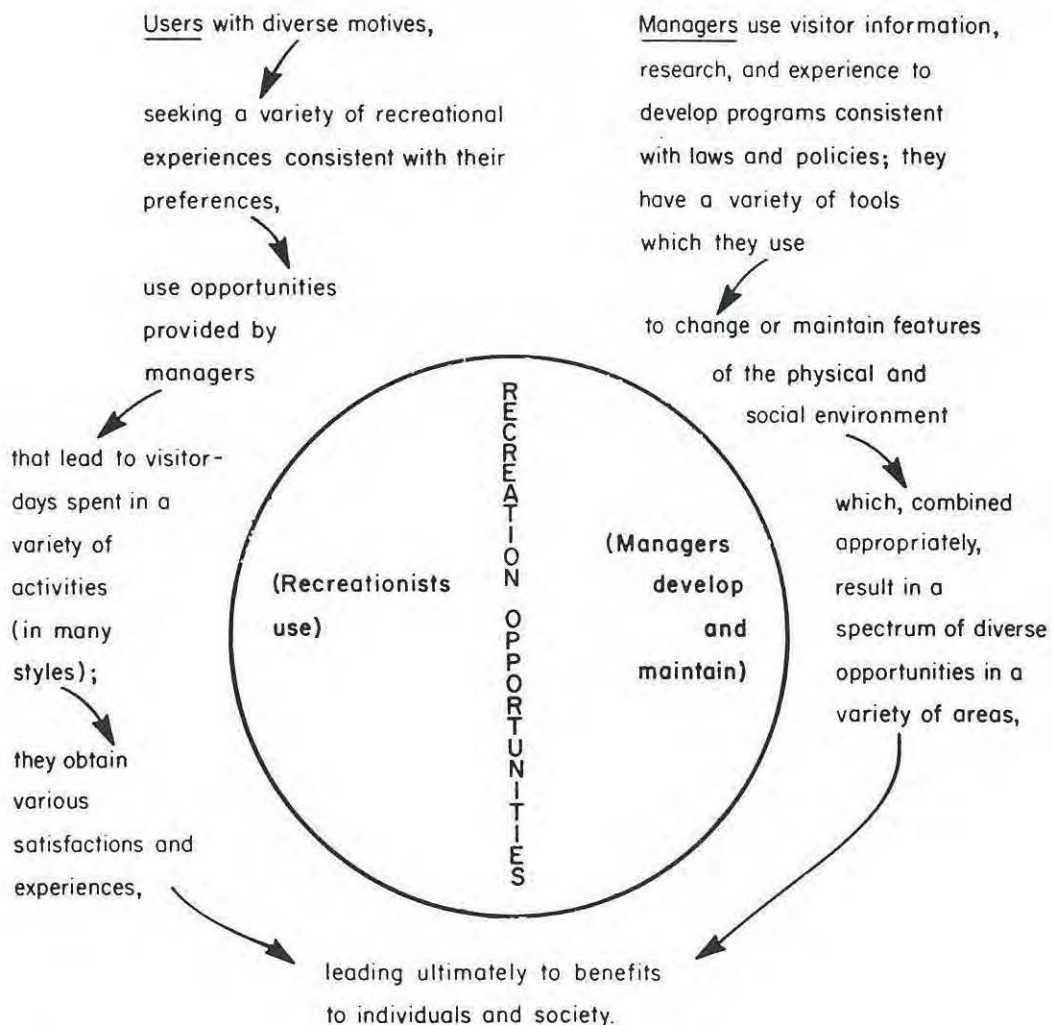 Users with diverse motives,
seeking a variety of recreational
experiences consistent with their
preferences,
use opportunities
provided by
managers
that lead to visitor-
days spent in a
variety of
activities
(in many
styles);
they obtain
various
satisfactions and
experiences,
Managers use visitor information,
research, and experience to
develop programs consistent
with laws and policies; they
have a variety of tools
which they use
to change or maintain features
of the physical and
social environment
which, combined
appropriately,
result in a
spectrum of diverse
opportunities in a
variety of areas,
(Recreationists
use)
RECREATION OPPORTUNITIES
(Managers
develop
and
maintain)
leading ultimately to benefits
to individuals and society.